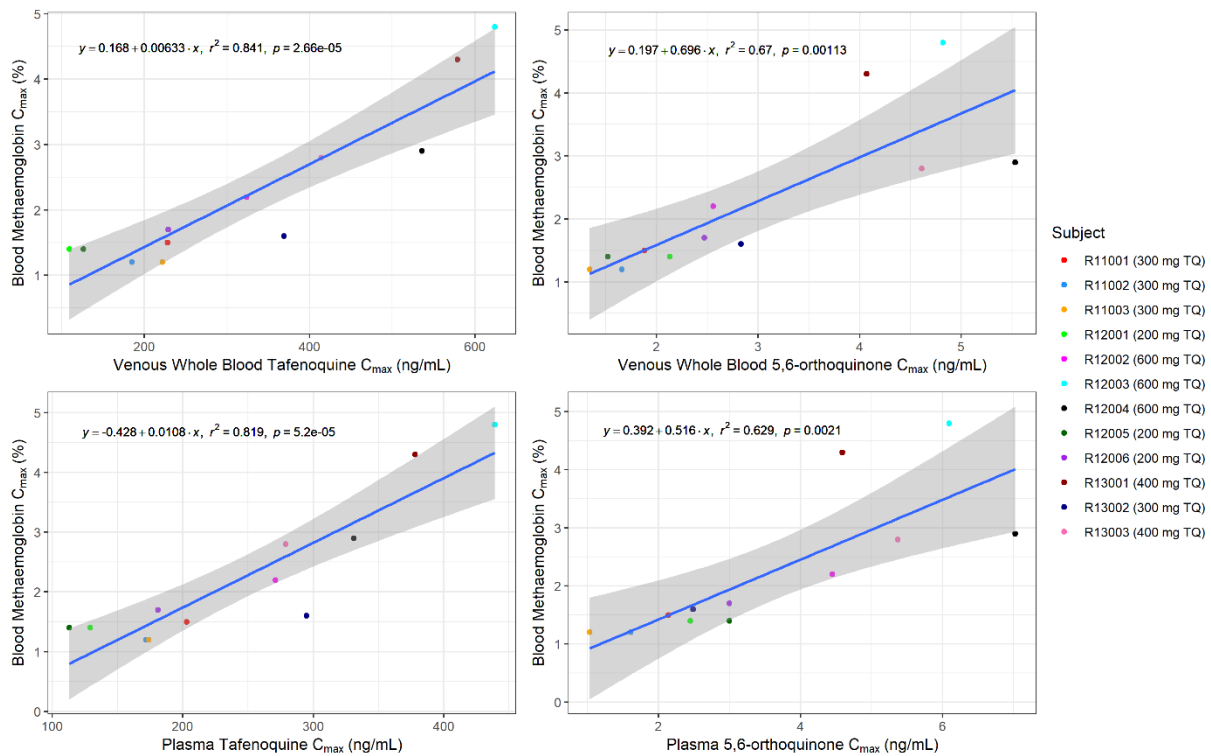 y = 0.168 + 0.00633 · x, r² = 0.841, p = 2.66e-05
Blood Methaemoglobin Cmax (%)
5
4
3
2
1
200
400
600
Venous Whole Blood Tafenoquine Cmax (ng/mL)
y = 0.197 + 0.696 · x, r² = 0.67, p = 0.00113
Blood Methaemoglobin Cmax (%)
5
4
3
2
1
0
2
3
4
5
Venous Whole Blood 5,6-orthoquinone Cmax (ng/mL)
y = -0.428 + 0.0108 · x, r² = 0.819, p = 5.2e-05
Blood Methaemoglobin Cmax (%)
5
4
3
2
1
0
100
200
300
400
Plasma Tafenoquine Cmax (ng/mL)
y = 0.392 + 0.516 · x, r² = 0.629, p = 0.0021
Blood Methaemoglobin Cmax (%)
5
4
3
2
1
0
2
4
6
Plasma 5,6-orthoquinone Cmax (ng/mL)
Subject
R11001 (300 mg TQ)
R11002 (300 mg TQ)
R11003 (300 mg TQ)
R12001 (200 mg TQ)
R12002 (600 mg TQ)
R12003 (600 mg TQ)
R12004 (600 mg TQ)
R12005 (200 mg TQ)
R12006 (200 mg TQ)
R13001 (400 mg TQ)
R13002 (300 mg TQ)
R13003 (400 mg TQ)